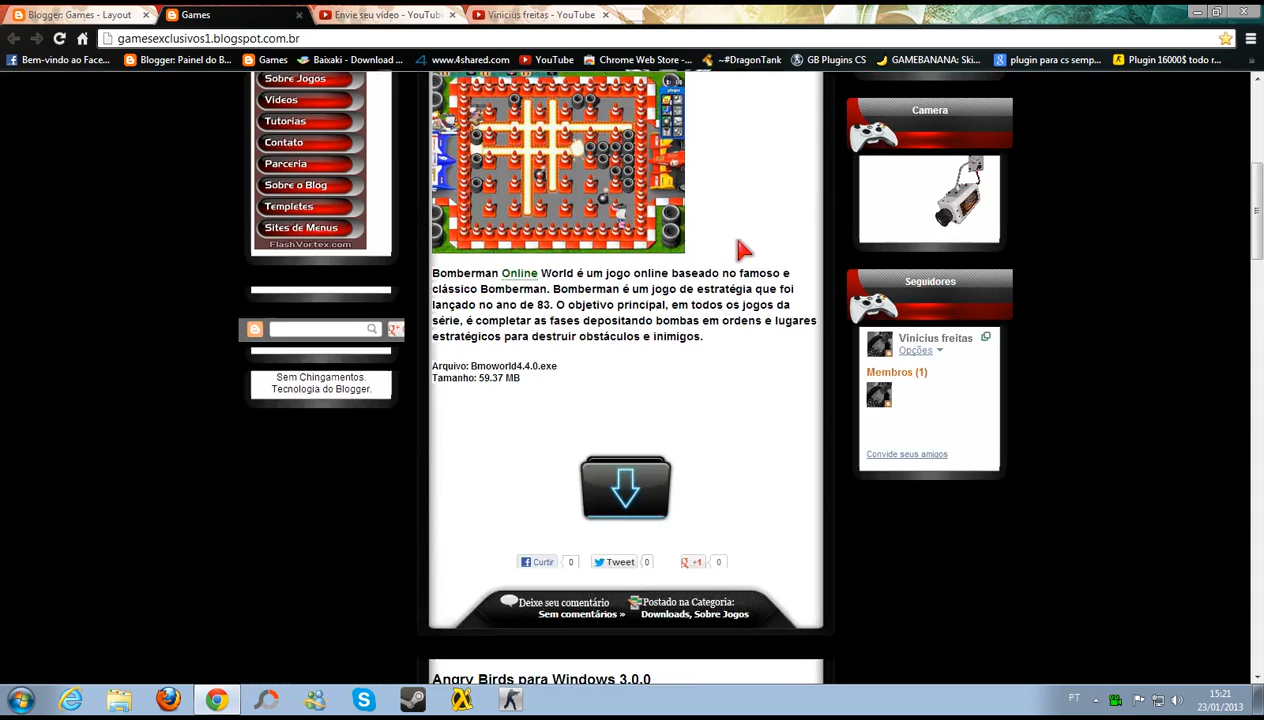 Blogger: Games - Layout
Games
Envie seu vídeo - YouTube
Vinicius freitas - YouTube
gamesexclusivos1.blogspot.com.br
Bem-vindo ao Face...
Blogger: Painel do B...
Games
Baixaki - Download ...
www.4shared.com
YouTube
Chrome Web Store -...
~#DragonTank
GB Plugins CS
GAMEBANANA: Ski...
plugin para cs semp...
Plugin 16000$ todo r...
Sobre Jogos
Videos
Tutorias
Contato
Parceria
Sobre o Blog
Templetes
Sites de Menus
FlashVortex.com
Sem Chingamentos.
Tecnologia do Blogger.
Bomberman Online World é um jogo online baseado no famoso e
clássico Bomberman. Bomberman é um jogo de estratégia que foi
lançado no ano de 83. O objetivo principal, em todos os jogos da
série, é completar as fases depositando bombas em ordens e lugares
estratégicos para destruir obstáculos e inimigos.
Arquivo: Bmoworld4.4.0.exe
Tamanho: 59.37 MB
Curtir 0
Tweet 0
+1 0
Deixe seu comentário
Sem comentários »
Postado na Categoria:
Downloads, Sobre Jogos
Angry Birds para Windows 3.0.0
Camera
Seguidores
Vinicius freitas
Opções
Membros (1)
Convide seus amigos
PT
15:21
23/01/2013